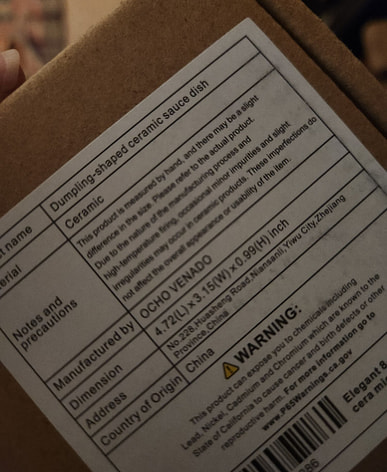 ct name Dumpling-shaped ceramic sauce dish
erial Ceramic
Notes and
precautions
This product is measured by hand, and there may be a slight
difference in the size. Please refer to the actual product.
Due to the nature of the manufacturing process and
high-temperature firing, occasional minor impurities and slight
irregularities may occur in ceramic products. These imperfections do
not affect the overall appearance or usability of the item.
Manufactured by OCHO VENADO
Dimension 4.72(L)x3.15(W)x0.99(H) inch
Address No.328,Huasheng Road,Niansanli,Yiwu City,Zhejiang
Province,China
Country of Origin China
WARNING:
This product can expose you to chemicals including
Lead, Nickel, Cadmium and Chromium which are known to the
State of California to cause cancer and birth defects or other
reproductive harm. For more information go to
www.P65Warnings.ca.gov
Elegant 8
cera mi